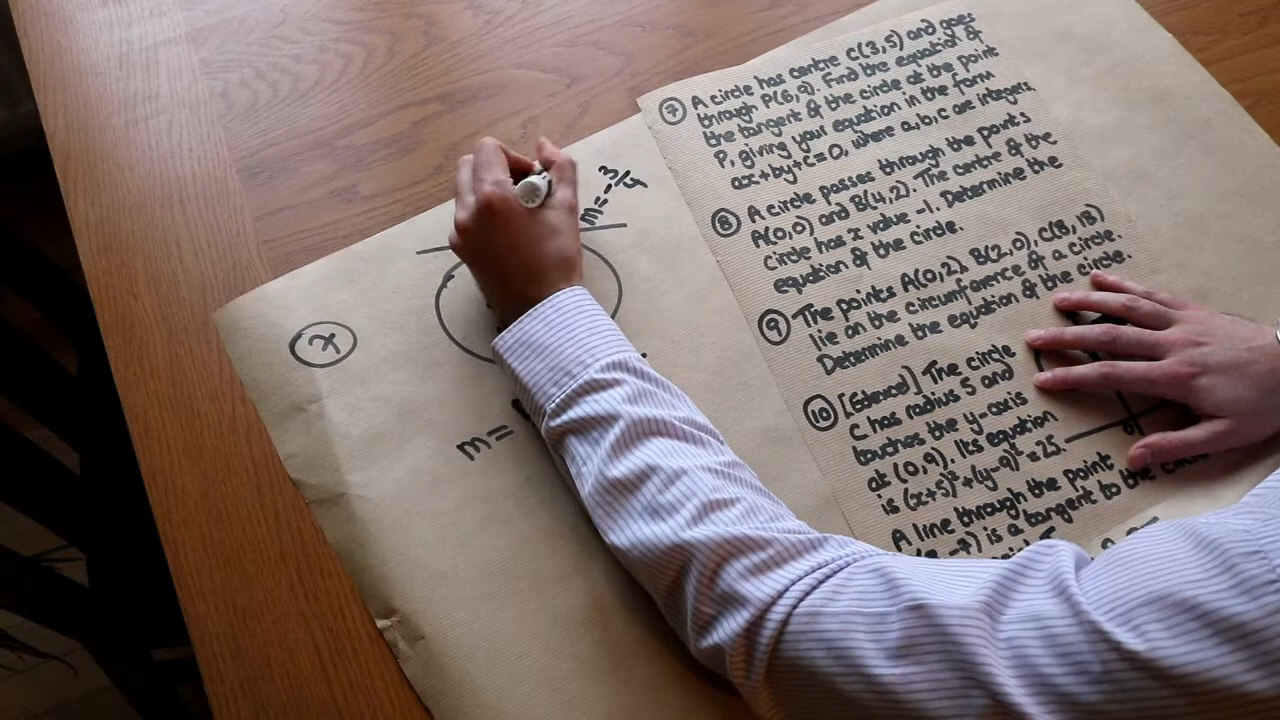 7
m=-3/4
m=
7 A circle has centre C(3,5) and goes
through P(6,9). Find the equation of
the tangent of the circle at the point
P, giving your equation in the form
ax+by+c=0, where a,b,c are integers.
8 A circle passes through the points
A(0,0) and B(4,2). The centre of the
circle has x value -1. Determine the
equation of the circle.
9 The points A(0,2), B(2,0), C(8,18)
lie on the circumference of a circle.
Determine the equation of the circle.
10 [Edexcel] The circle
C has radius 5 and
touches the y-axis
at (0,9). Its equation
is (x+5)²+(y-9)²=25.
A line through the point
-7) is a tangent to the circle